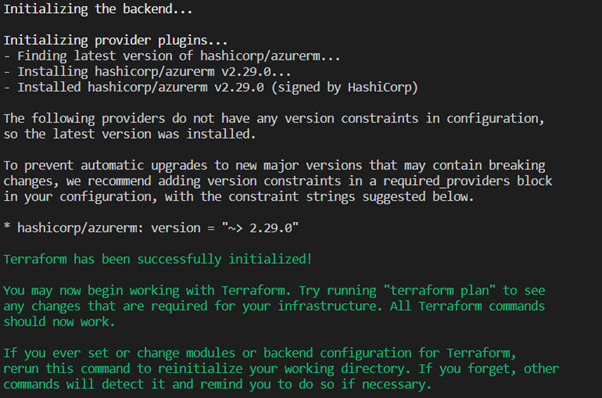 Initializing the backend...
Initializing provider plugins...
- Finding latest version of hashicorp/azurerm...
- Installing hashicorp/azurerm v2.29.0...
- Installed hashicorp/azurerm v2.29.0 (signed by HashiCorp)
The following providers do not have any version constraints in configuration,
so the latest version was installed.
To prevent automatic upgrades to new major versions that may contain breaking
changes, we recommend adding version constraints in a required_providers block
in your configuration, with the constraint strings suggested below.
* hashicorp/azurerm: version = "~> 2.29.0"
Terraform has been successfully initialized!
You may now begin working with Terraform. Try running "terraform plan" to see
any changes that are required for your infrastructure. All Terraform commands
should now work.
If you ever set or change modules or backend configuration for Terraform,
rerun this command to reinitialize your working directory. If you forget, other
commands will detect it and remind you to do so if necessary.